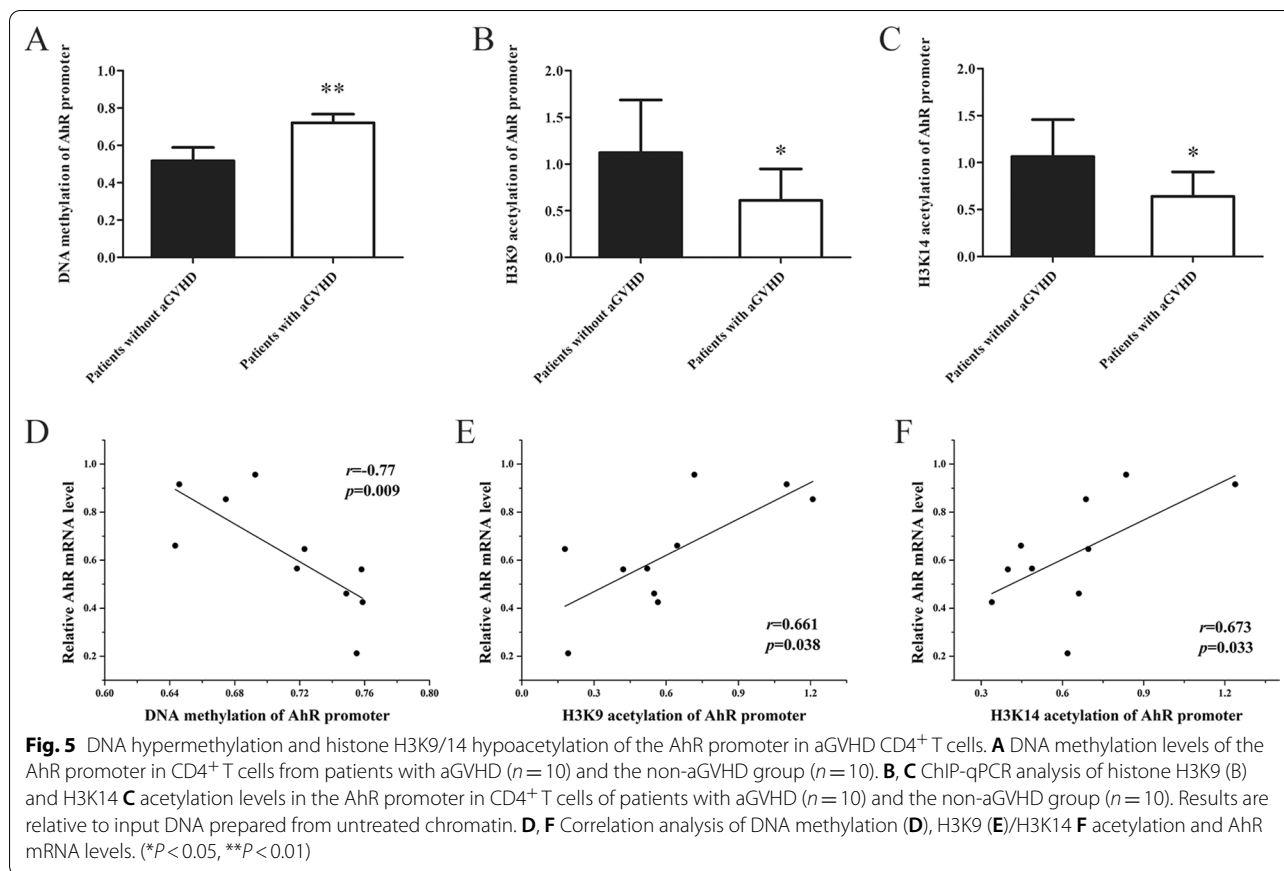 A
DNA methylation of AhR promoter
1.0
0.8
0.6
0.4
0.2
0.0
**
Patients without aGVHD
Patients with aGVHD
B
H3K9 acetylation of AhR promoter
2.0
1.5
1.0
0.5
0.0
*
Patients without aGVHD
Patients with aGVHD
C
H3K14 acetylation of AhR promoter
2.0
1.5
1.0
0.5
0.0
*
Patients without aGVHD
Patients with aGVHD
D
Relative AhR mRNA level
1.0
0.8
0.6
0.4
0.2
r=-0.77
p=0.009
0.60 0.64 0.68 0.72 0.76 0.80
DNA methylation of AhR promoter
E
Relative AhR mRNA level
1.0
0.8
0.6
0.4
0.2
r=0.661
p=0.038
0.0 0.3 0.6 0.9 1.2
H3K9 acetylation of AhR promoter
F
Relative AhR mRNA level
1.0
0.8
0.6
0.4
0.2
r=0.673
p=0.033
0.3 0.6 0.9 1.2
H3K14 acetylation of AhR promoter
Fig. 5 DNA hypermethylation and histone H3K9/14 hypoacetylation of the AhR promoter in aGVHD CD4⁺ T cells. A DNA methylation levels of the
AhR promoter in CD4⁺ T cells from patients with aGVHD (n = 10) and the non-aGVHD group (n = 10). B, C ChIP-qPCR analysis of histone H3K9 (B)
and H3K14 C acetylation levels in the AhR promoter in CD4⁺ T cells of patients with aGVHD (n = 10) and the non-aGVHD group (n = 10). Results are
relative to input DNA prepared from untreated chromatin. D, F Correlation analysis of DNA methylation (D), H3K9 (E)/H3K14 F acetylation and AhR
mRNA levels. (*P < 0.05, **P < 0.01)